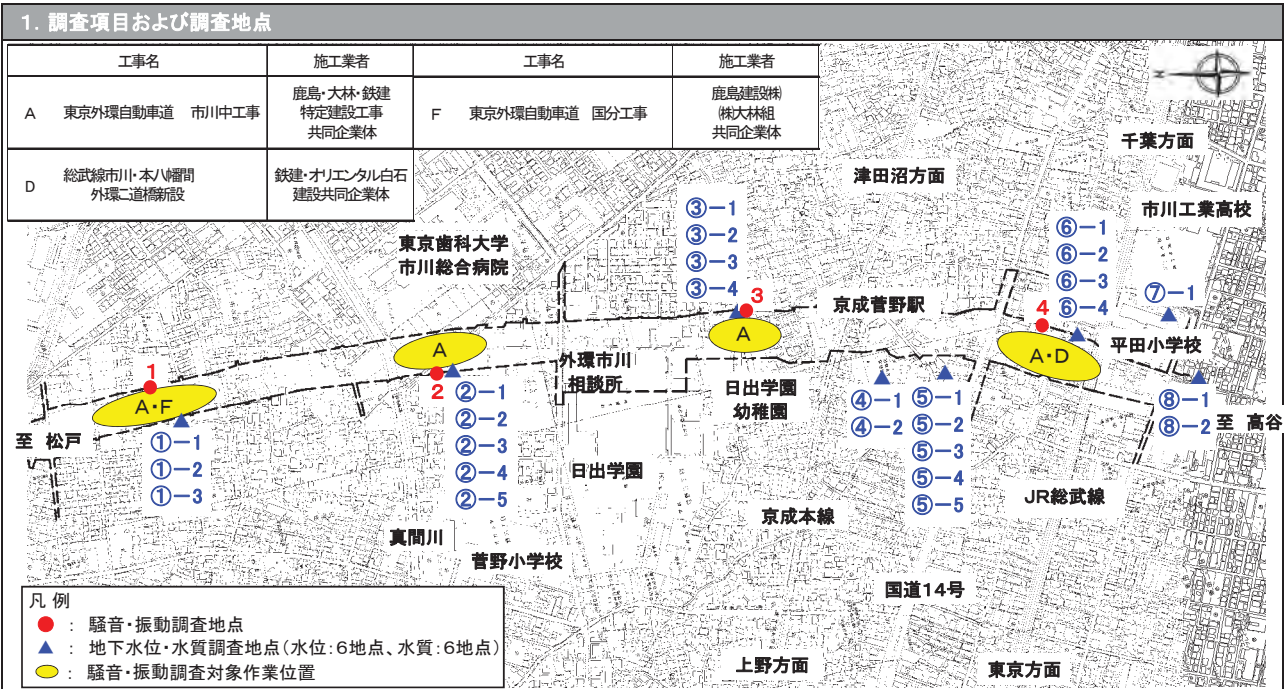 1. 調査項目および調査地点
工事名 施工業者 工事名 施工業者
A 東京外環自動車道 市川中工事
鹿島・大林・鉄建
特定建設工事
共同企業体
F 東京外環自動車道 国分工事
鹿島建設㈱
㈱大林組
共同企業体
D
総武線市川・本八幡間
外環こ道橋新設
鉄建・オリエンタル白石
建設共同企業体
N
千葉方面
津田沼方面
市川工業高校
東京歯科大学
市川総合病院
③-1
③-2
③-3
③-4
3
A
京成菅野駅
⑥-1
⑥-2
⑥-3
⑥-4
4
A・D
⑦-1
平田小学校
1
A・F
至 松戸
①-1
①-2
①-3
A
2
②-1
②-2
②-3
②-4
②-5
外環市川
相談所
日出学園
幼稚園
④-1
④-2
⑤-1
⑤-2
⑤-3
⑤-4
⑤-5
⑧-1
⑧-2
至 高谷
日出学園
JR総武線
京成本線
真間川
菅野小学校
国道14号
上野方面
東京方面
凡 例
: 騒音・振動調査地点
: 地下水位・水質調査地点(水位:6地点、水質:6地点)
: 騒音・振動調査対象作業位置